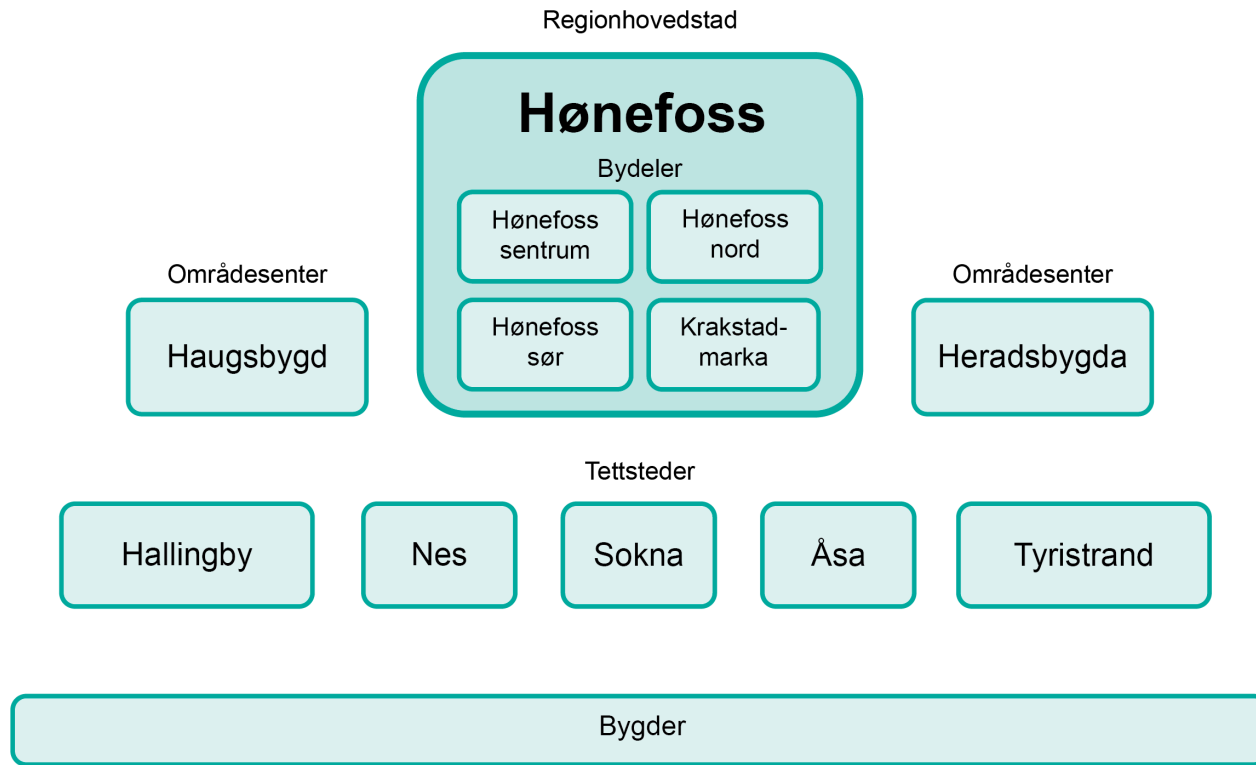 Regionhovedstad
Hønefoss
Bydeler
Hønefoss
sentrum
Hønefoss
nord
Hønefoss
sør
Krakstad-
marka
Områdesenter
Haugsbygd
Områdesenter
Heradsbygda
Tettsteder
Hallingby
Nes
Sokna
Åsa
Tyristrand
Bygder